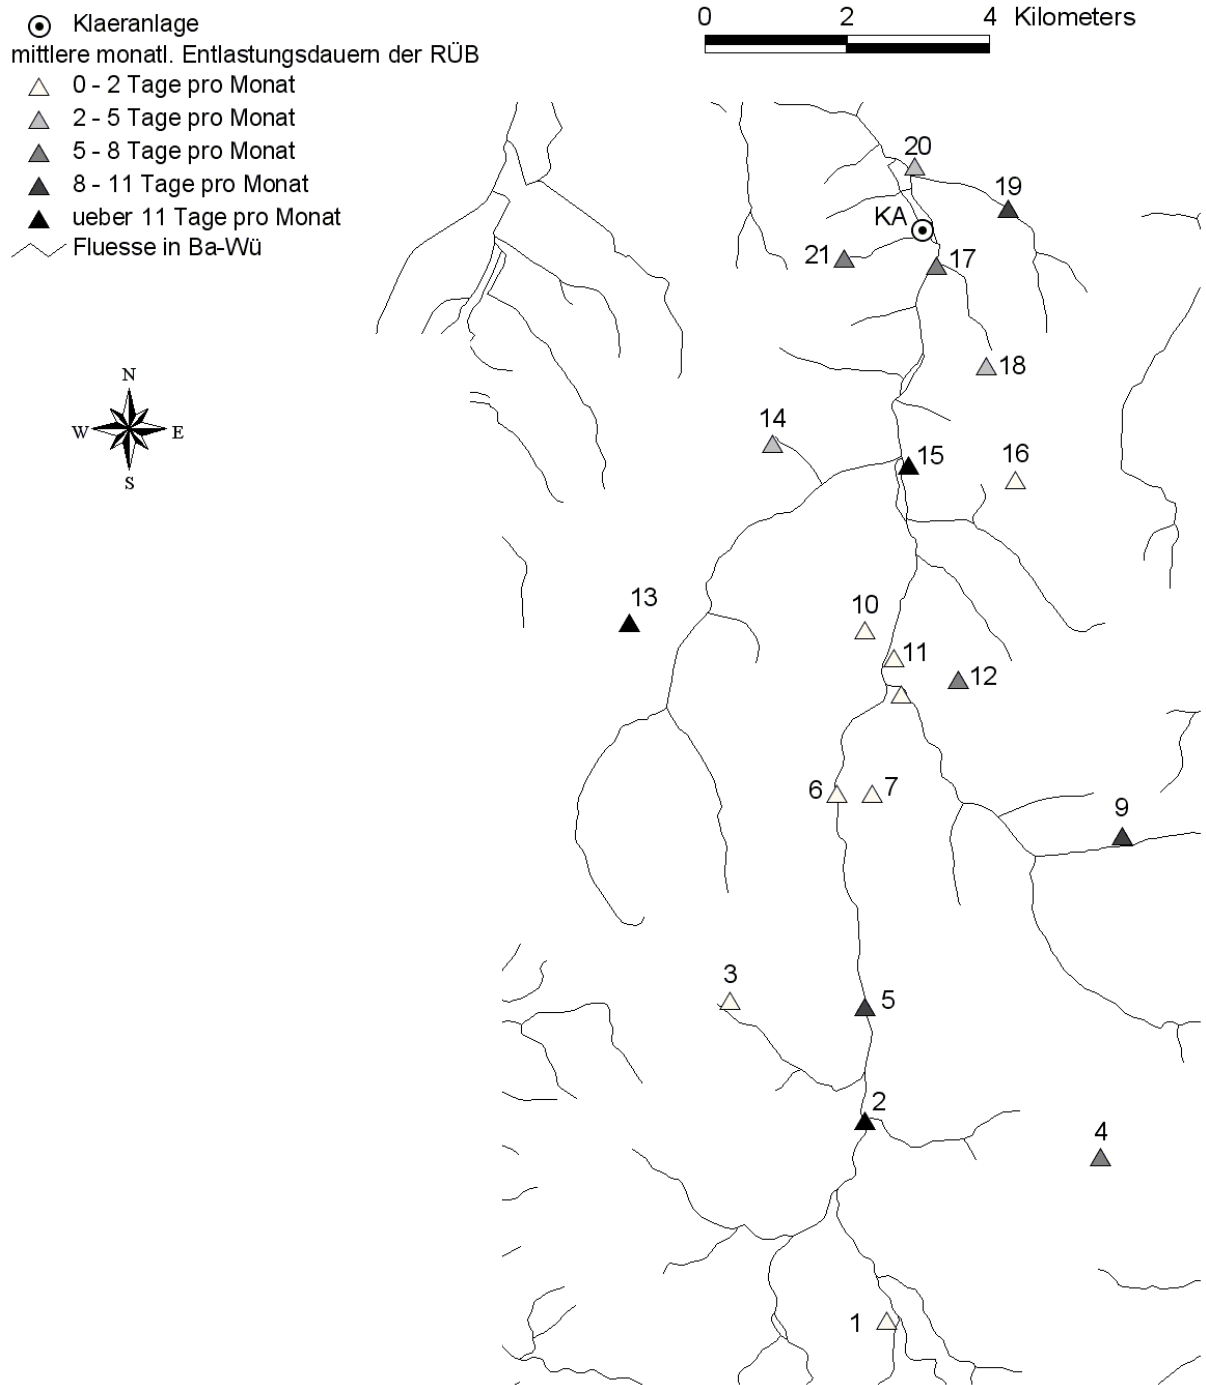 Klaeranlage
mittlere monatl. Entlastungsdauern der RÜB
0 - 2 Tage pro Monat
2 - 5 Tage pro Monat
5 - 8 Tage pro Monat
8 - 11 Tage pro Monat
ueber 11 Tage pro Monat
Fluesse in Ba-Wü
0 2 4 Kilometers
20
19
KA
21
17
18
N
W E
S
14
15
16
13
10
11
12
6
7
9
3
5
2
4
1